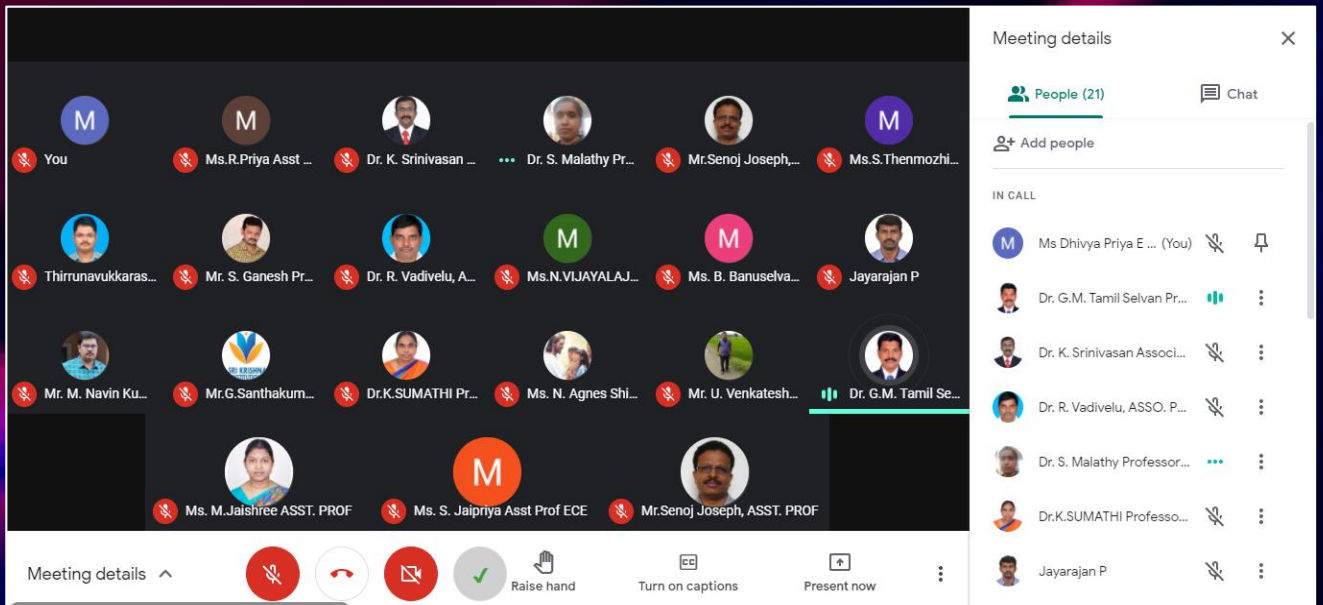 Meeting details
People (21)
Chat
Add people
IN CALL
Ms Dhivya Priya E ... (You)
Dr. G.M. Tamil Selvan Pr...
Dr. K. Srinivasan Associ...
Dr. R. Vadivelu, ASSO. P...
Dr. S. Malathy Professor...
Dr.K.SUMATHI Professo...
Jayarajan P
M
M
M
You
Ms.R.Priya Asst ...
Dr. K. Srinivasan ...
Dr. S. Malathy Pr...
Mr.Senoj Joseph,...
Ms.S.Thenmozhi...
M
M
Thirrunavukkaras...
Mr. S. Ganesh Pr...
Dr. R. Vadivelu, A...
Ms.N.VIJAYALAJ...
Ms. B. Banuselva...
Jayarajan P
SRI KRISHNA
Mr. M. Navin Ku...
Mr.G.Santhakum...
Dr.K.SUMATHI Pr...
Ms. N. Agnes Shi...
Mr. U. Venkatesh...
Dr. G.M. Tamil Se...
M
Ms. M.Jaishree ASST. PROF
Ms. S. Jaipriya Asst Prof ECE
Mr.Senoj Joseph, ASST. PROF
Meeting details
Raise hand
CC
Turn on captions
Present now
M